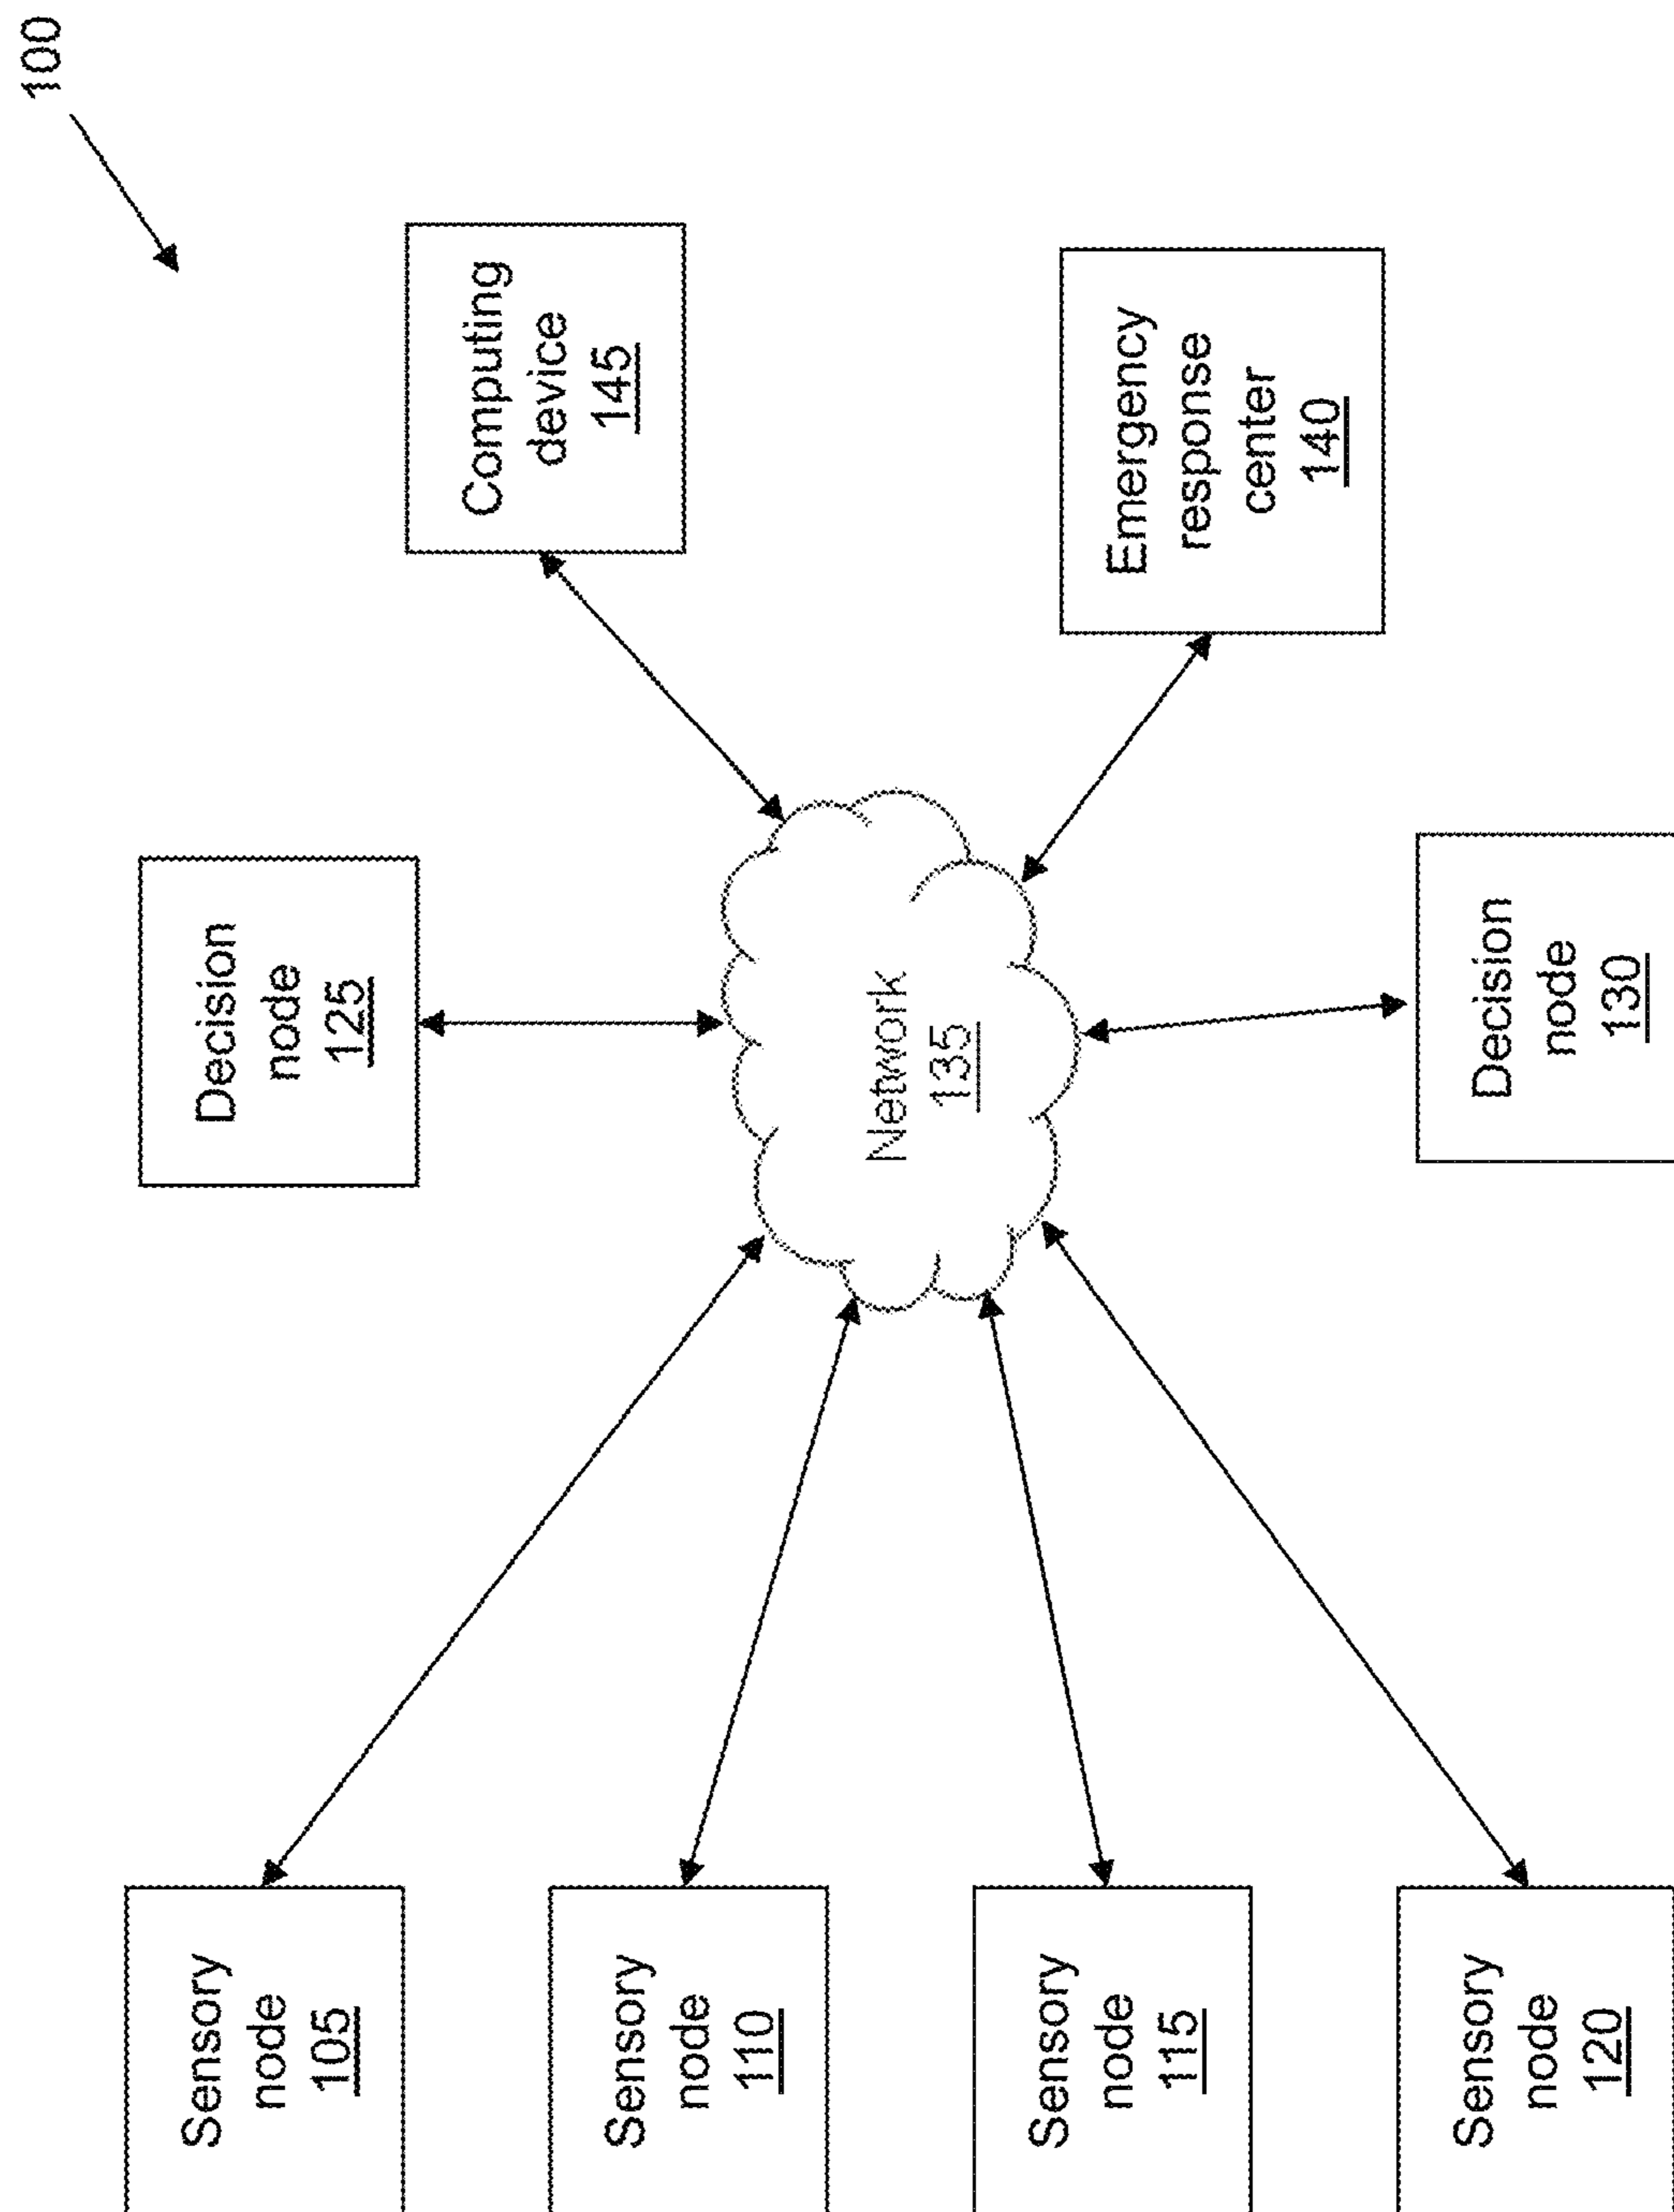 100
Sensory
node
105
Sensory
node
110
Sensory
node
115
Sensory
node
120
Decision
node
125
Network
135
Decision
node
130
Computing
device
145
Emergency
response
center
140